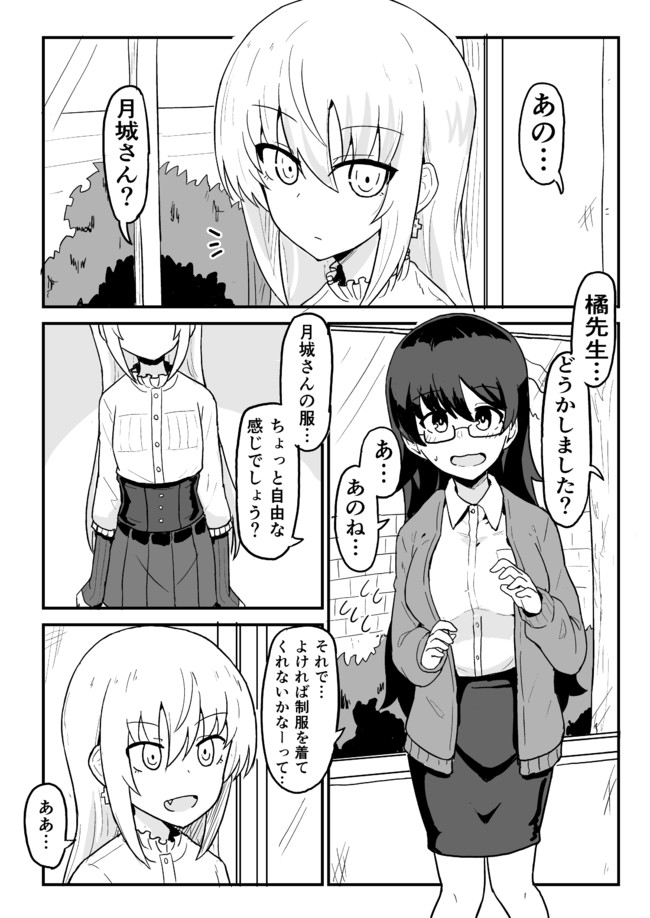 あの…
月城さん？
橘先生…
どうかしました？
あ…
あのね…
月城さんの服…
ちょっと自由な
感じでしょう？
それで…
よければ制服を着て
くれないかなーって…
ああ…